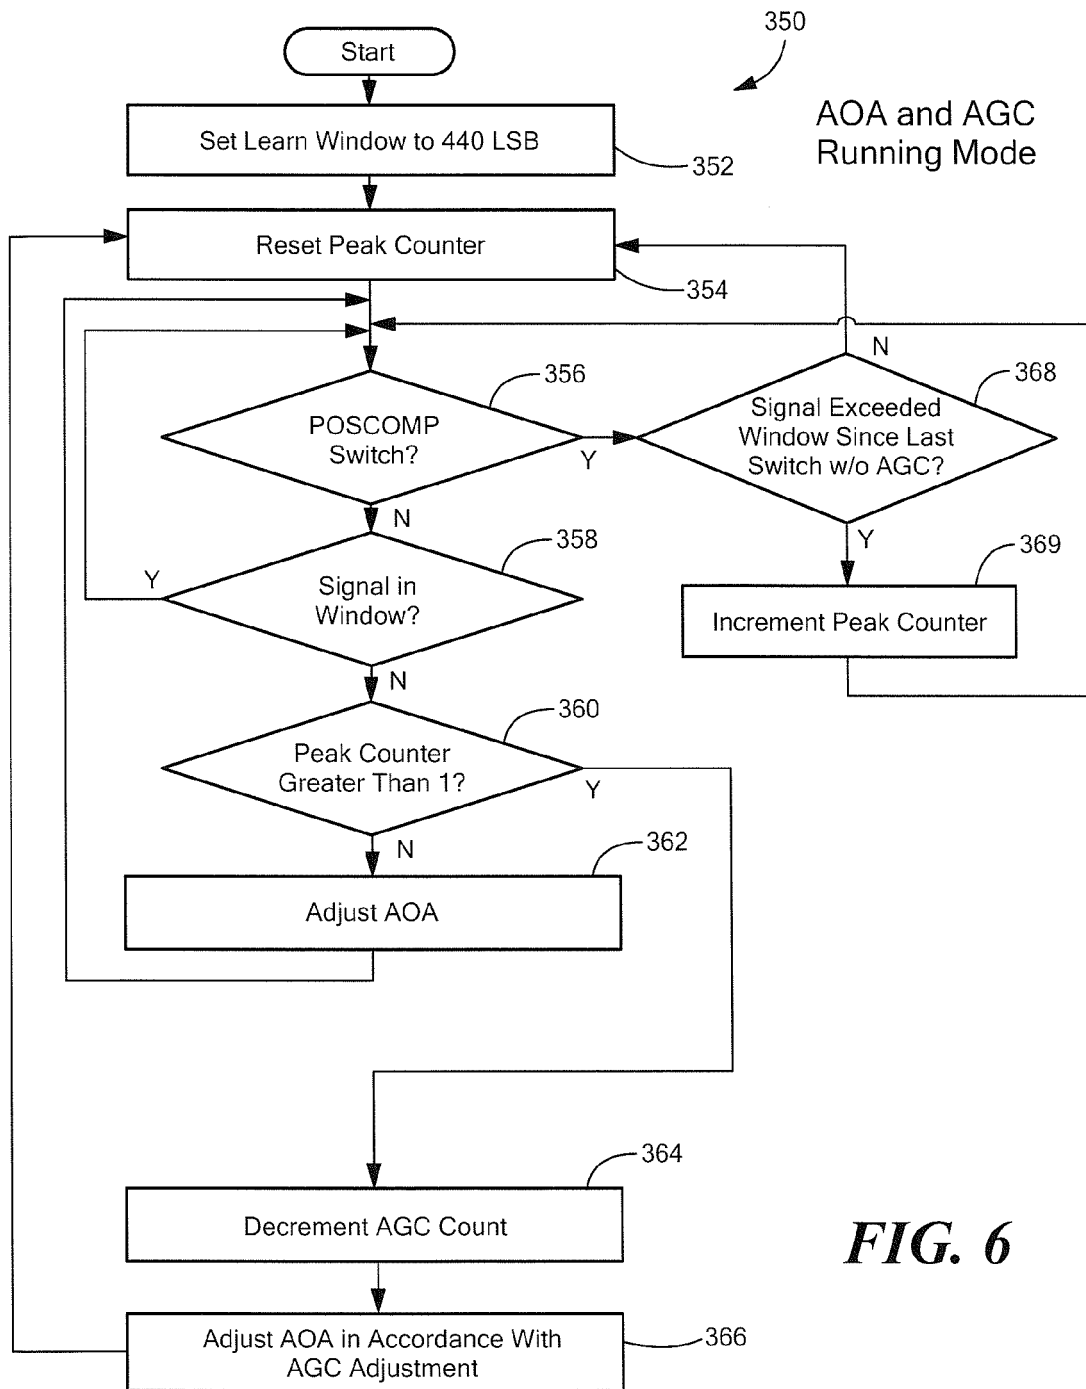 Start
350
AOA and AGC
Running Mode
Set Learn Window to 440 LSB
352
Reset Peak Counter
354
POSCOMP
Switch?
356
Y
N
Signal Exceeded
Window Since Last
Switch w/o AGC?
368
N
Y
Signal in
Window?
358
Y
N
Increment Peak Counter
369
Peak Counter
Greater Than 1?
360
Y
N
Adjust AOA
362
Decrement AGC Count
364
Adjust AOA in Accordance With
AGC Adjustment
366
FIG. 6